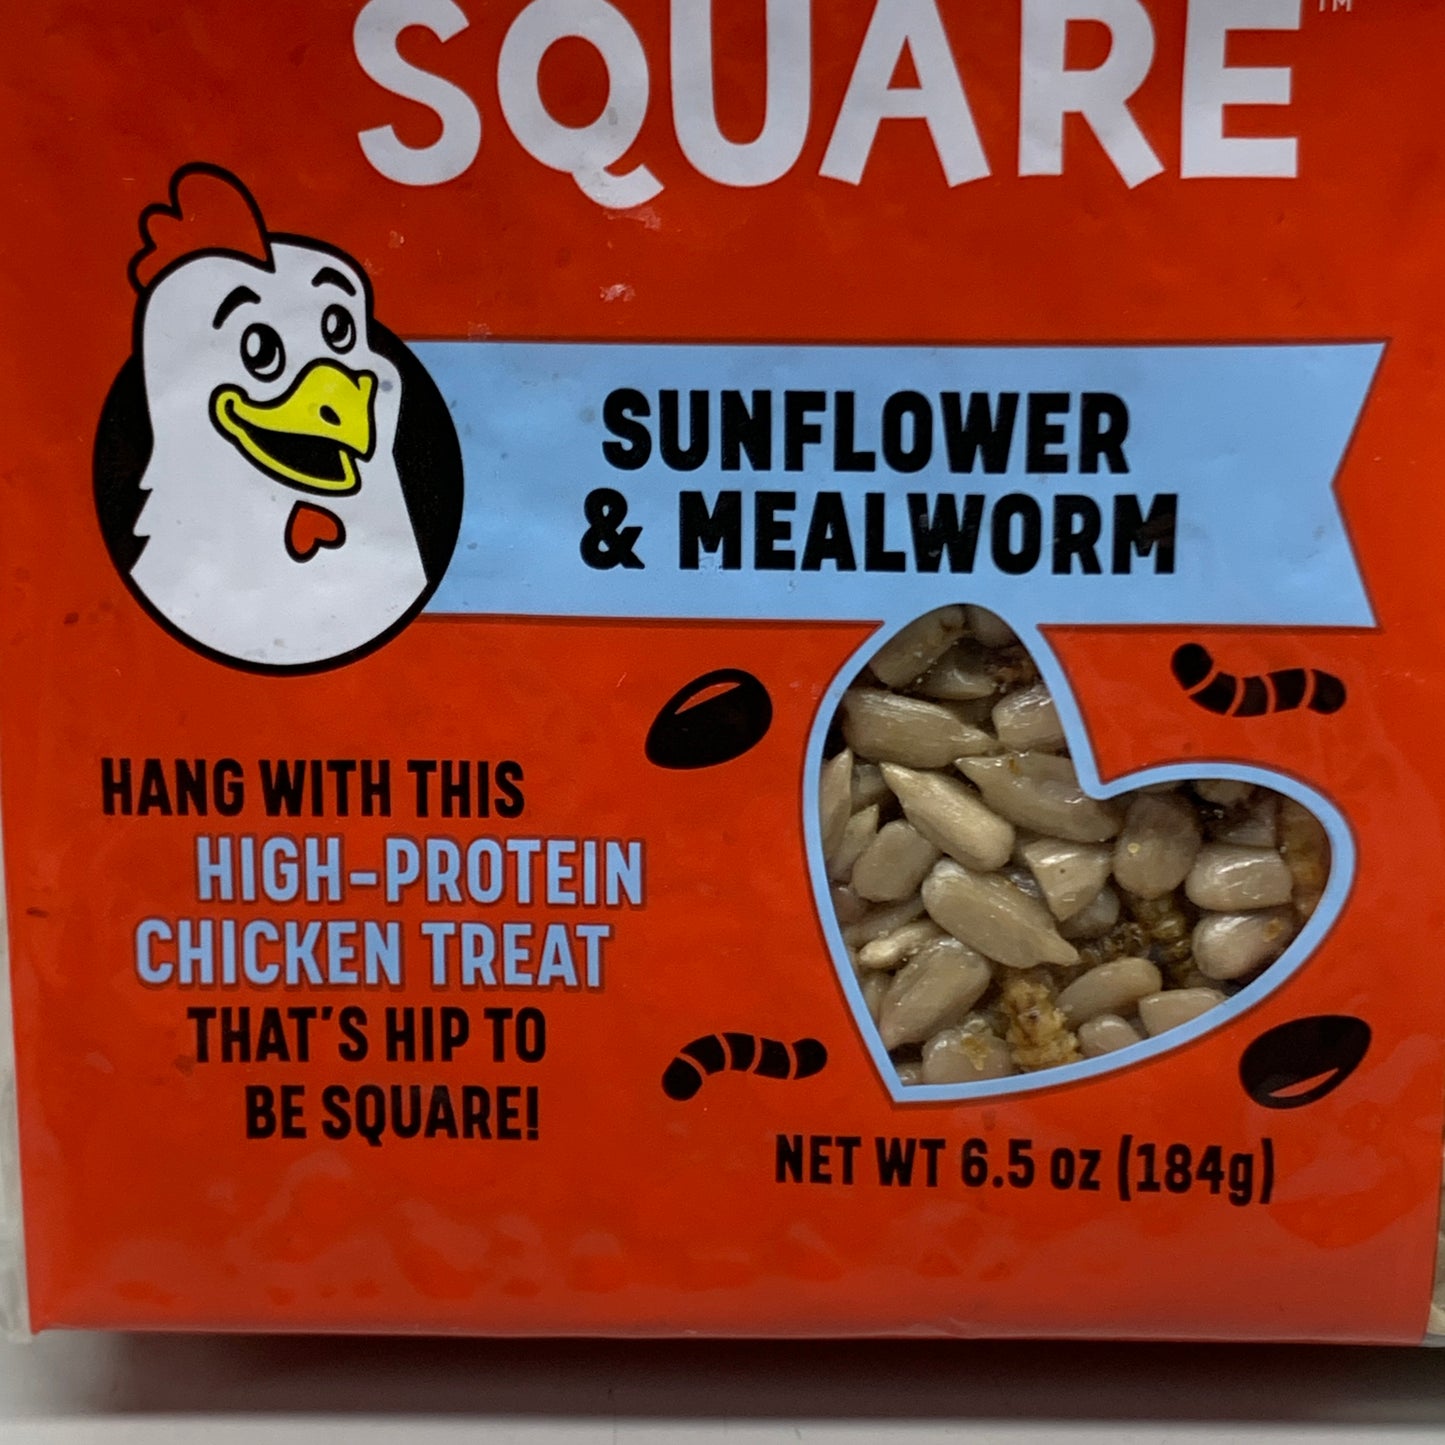 SQUARE™
SUNFLOWER
& MEALWORM
HANG WITH THIS
HIGH-PROTEIN
CHICKEN TREAT
THAT'S HIP TO
BE SQUARE!
NET WT 6.5 oz (184g)